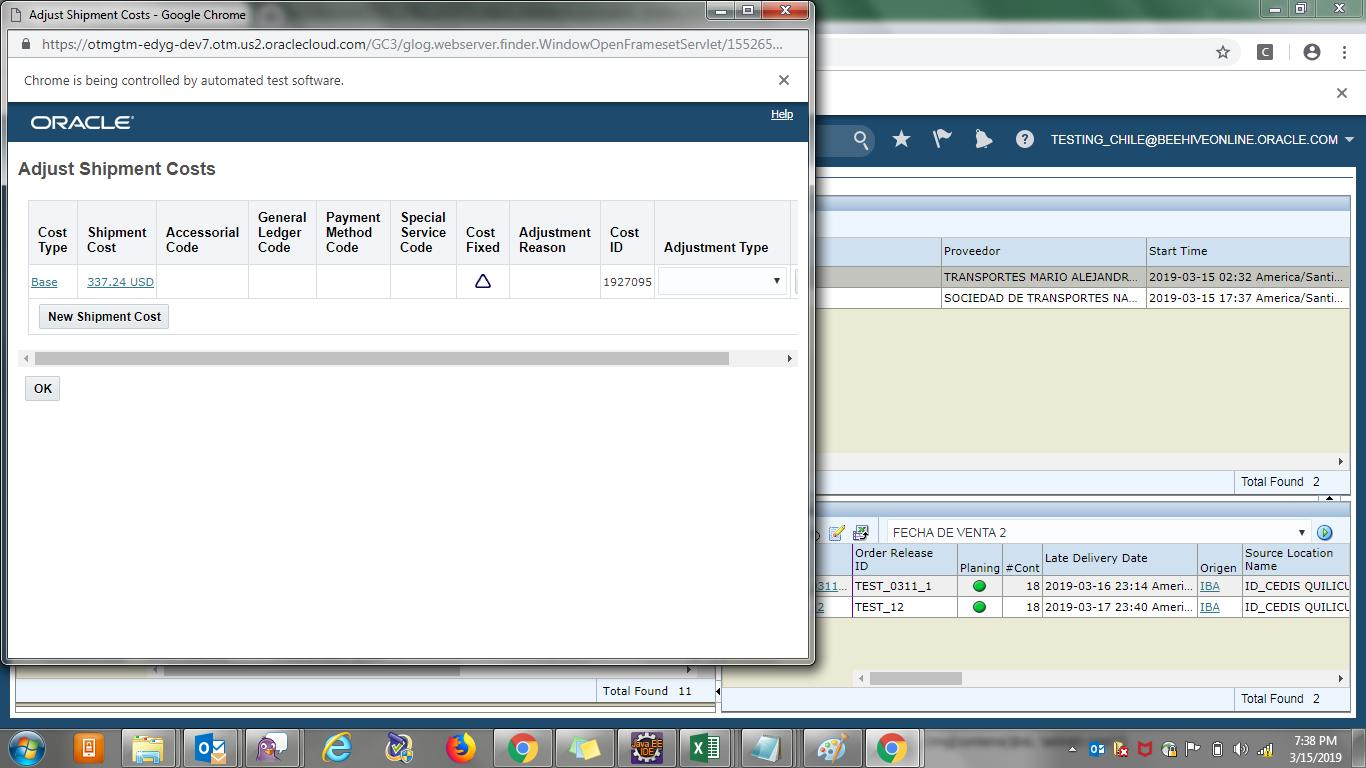 Adjust Shipment Costs - Google Chrome
https://otmgtm-edyg-dev7.otm.us2.oraclecloud.com/GC3/glog.webserver.finder.WindowOpenFramesetServlet/155265...
Chrome is being controlled by automated test software.
ORACLE
Help
Adjust Shipment Costs
Cost Type
Shipment Cost
Accessorial Code
General Ledger Code
Payment Method Code
Special Service Code
Cost Fixed
Adjustment Reason
Cost ID
Adjustment Type
Base
337.24 USD
1927095
New Shipment Cost
OK
C
TESTING_CHILE@BEEHIVEONLINE.ORACLE.COM
Proveedor
Start Time
TRANSPORTES MARIO ALEJANDR...
2019-03-15 02:32 America/Santi...
SOCIEDAD DE TRANSPORTES NA...
2019-03-15 17:37 America/Santi...
Total Found 2
FECHA DE VENTA 2
Order Release ID
Planing
#Cont
Late Delivery Date
Origen
Source Location Name
0311...
TEST_0311_1
18
2019-03-16 23:14 Ameri...
IBA
ID_CEDIS QUILICU
2
TEST_12
18
2019-03-17 23:40 Ameri...
IBA
ID_CEDIS QUILICU
Total Found 11
Total Found 2
Java EE
IDE
7:38 PM
3/15/2019